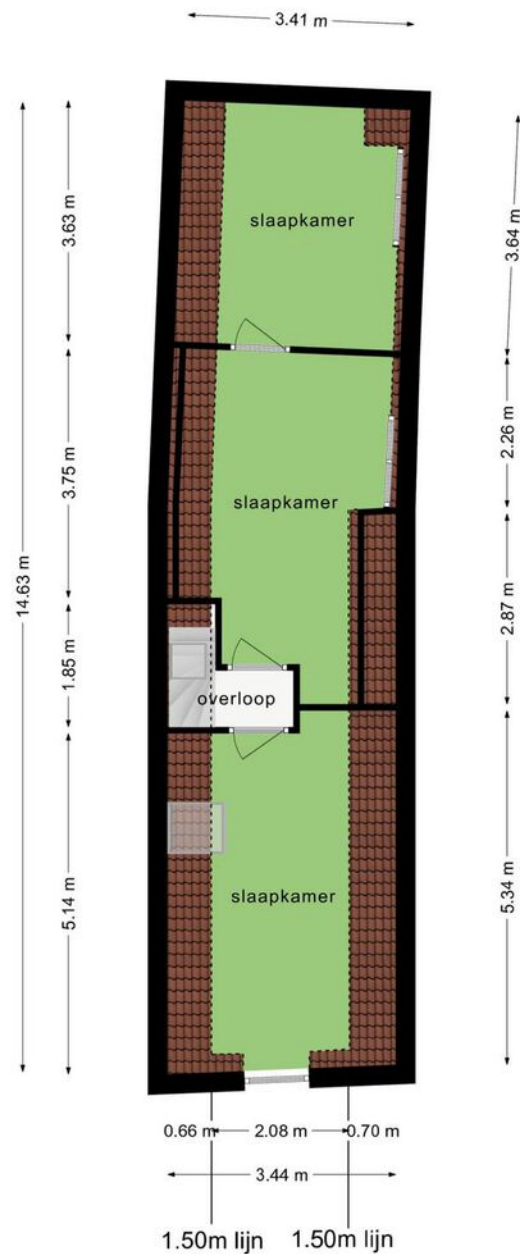 3.41 m
slaapkamer
3.63 m
3.64 m
slaapkamer
3.75 m
2.26 m
14.63 m
2.87 m
1.85 m
overloop
slaapkamer
5.14 m
5.34 m
0.66 m
2.08 m
0.70 m
3.44 m
1.50m lijn
1.50m lijn